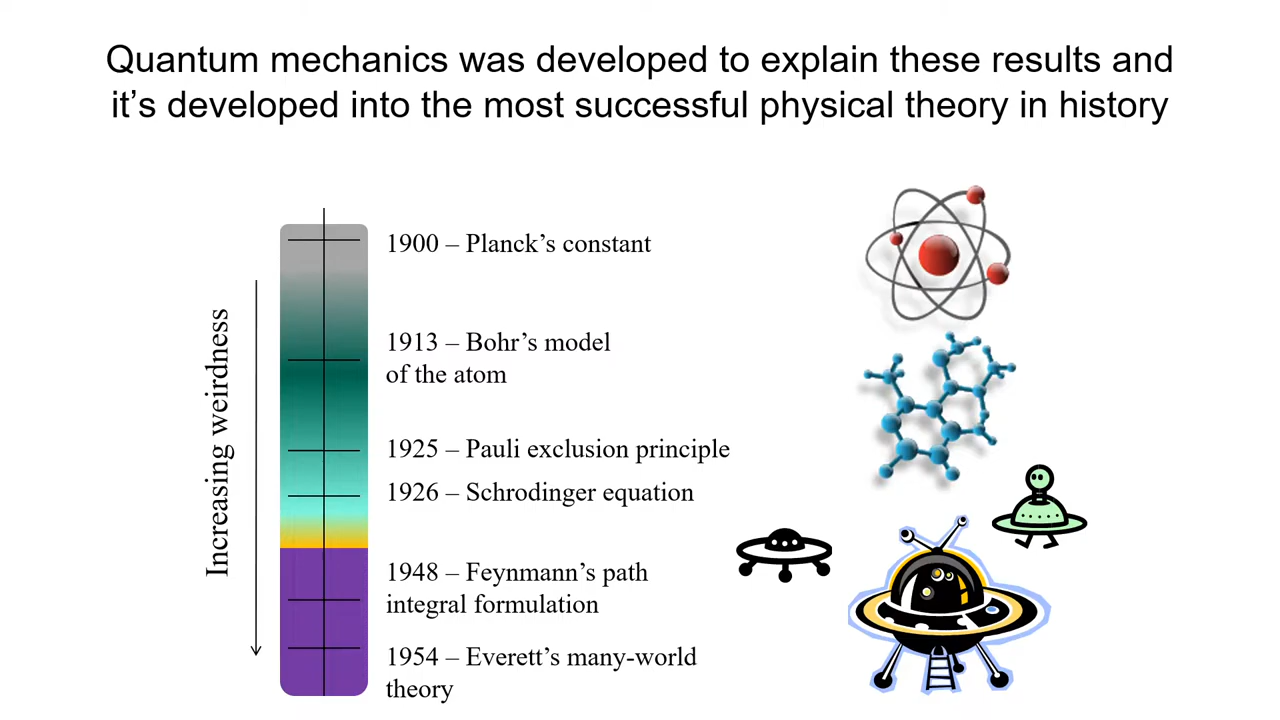 Quantum mechanics was developed to explain these results and
it’s developed into the most successful physical theory in history
Increasing weirdness
1900 – Planck’s constant
1913 – Bohr’s model
of the atom
1925 – Pauli exclusion principle
1926 – Schrodinger equation
1948 – Feynmann’s path
integral formulation
1954 – Everett’s many-world
theory